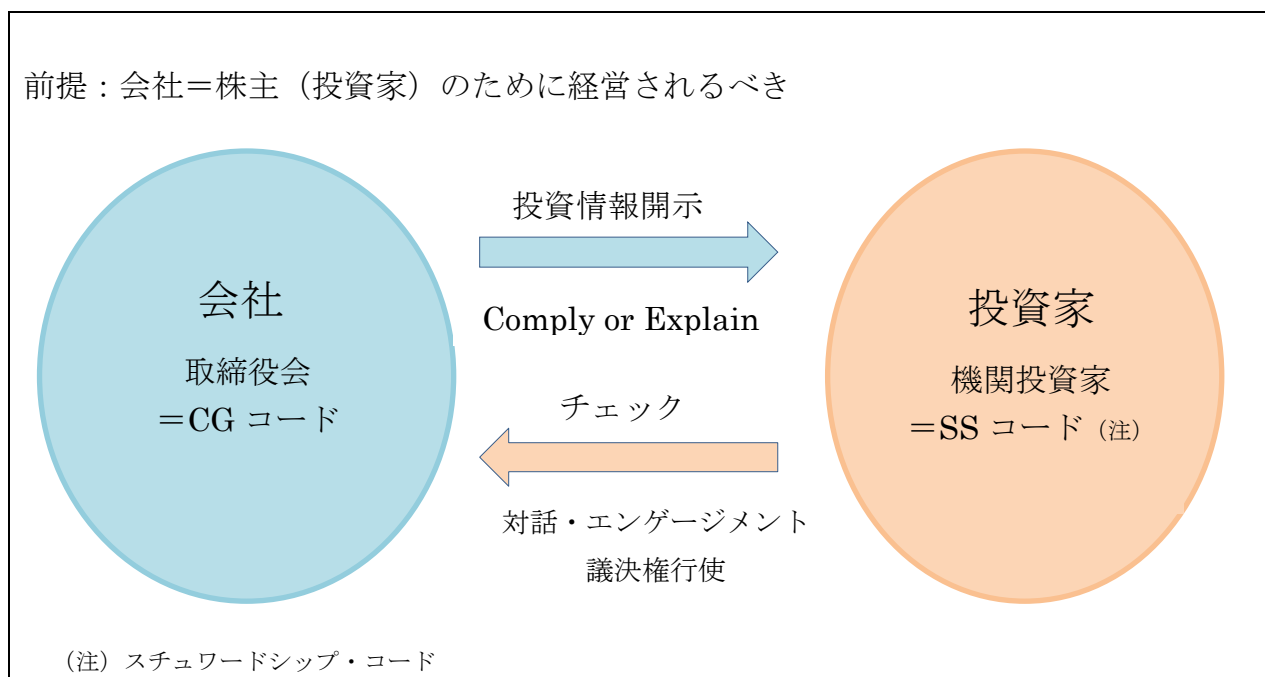 前提：会社＝株主（投資家）のために経営されるべき
会社
取締役会
＝CG コード
投資情報開示
Comply or Explain
チェック
対話・エンゲージメント
議決権行使
投資家
機関投資家
＝SS コード（注）
（注）スチュワードシップ・コード